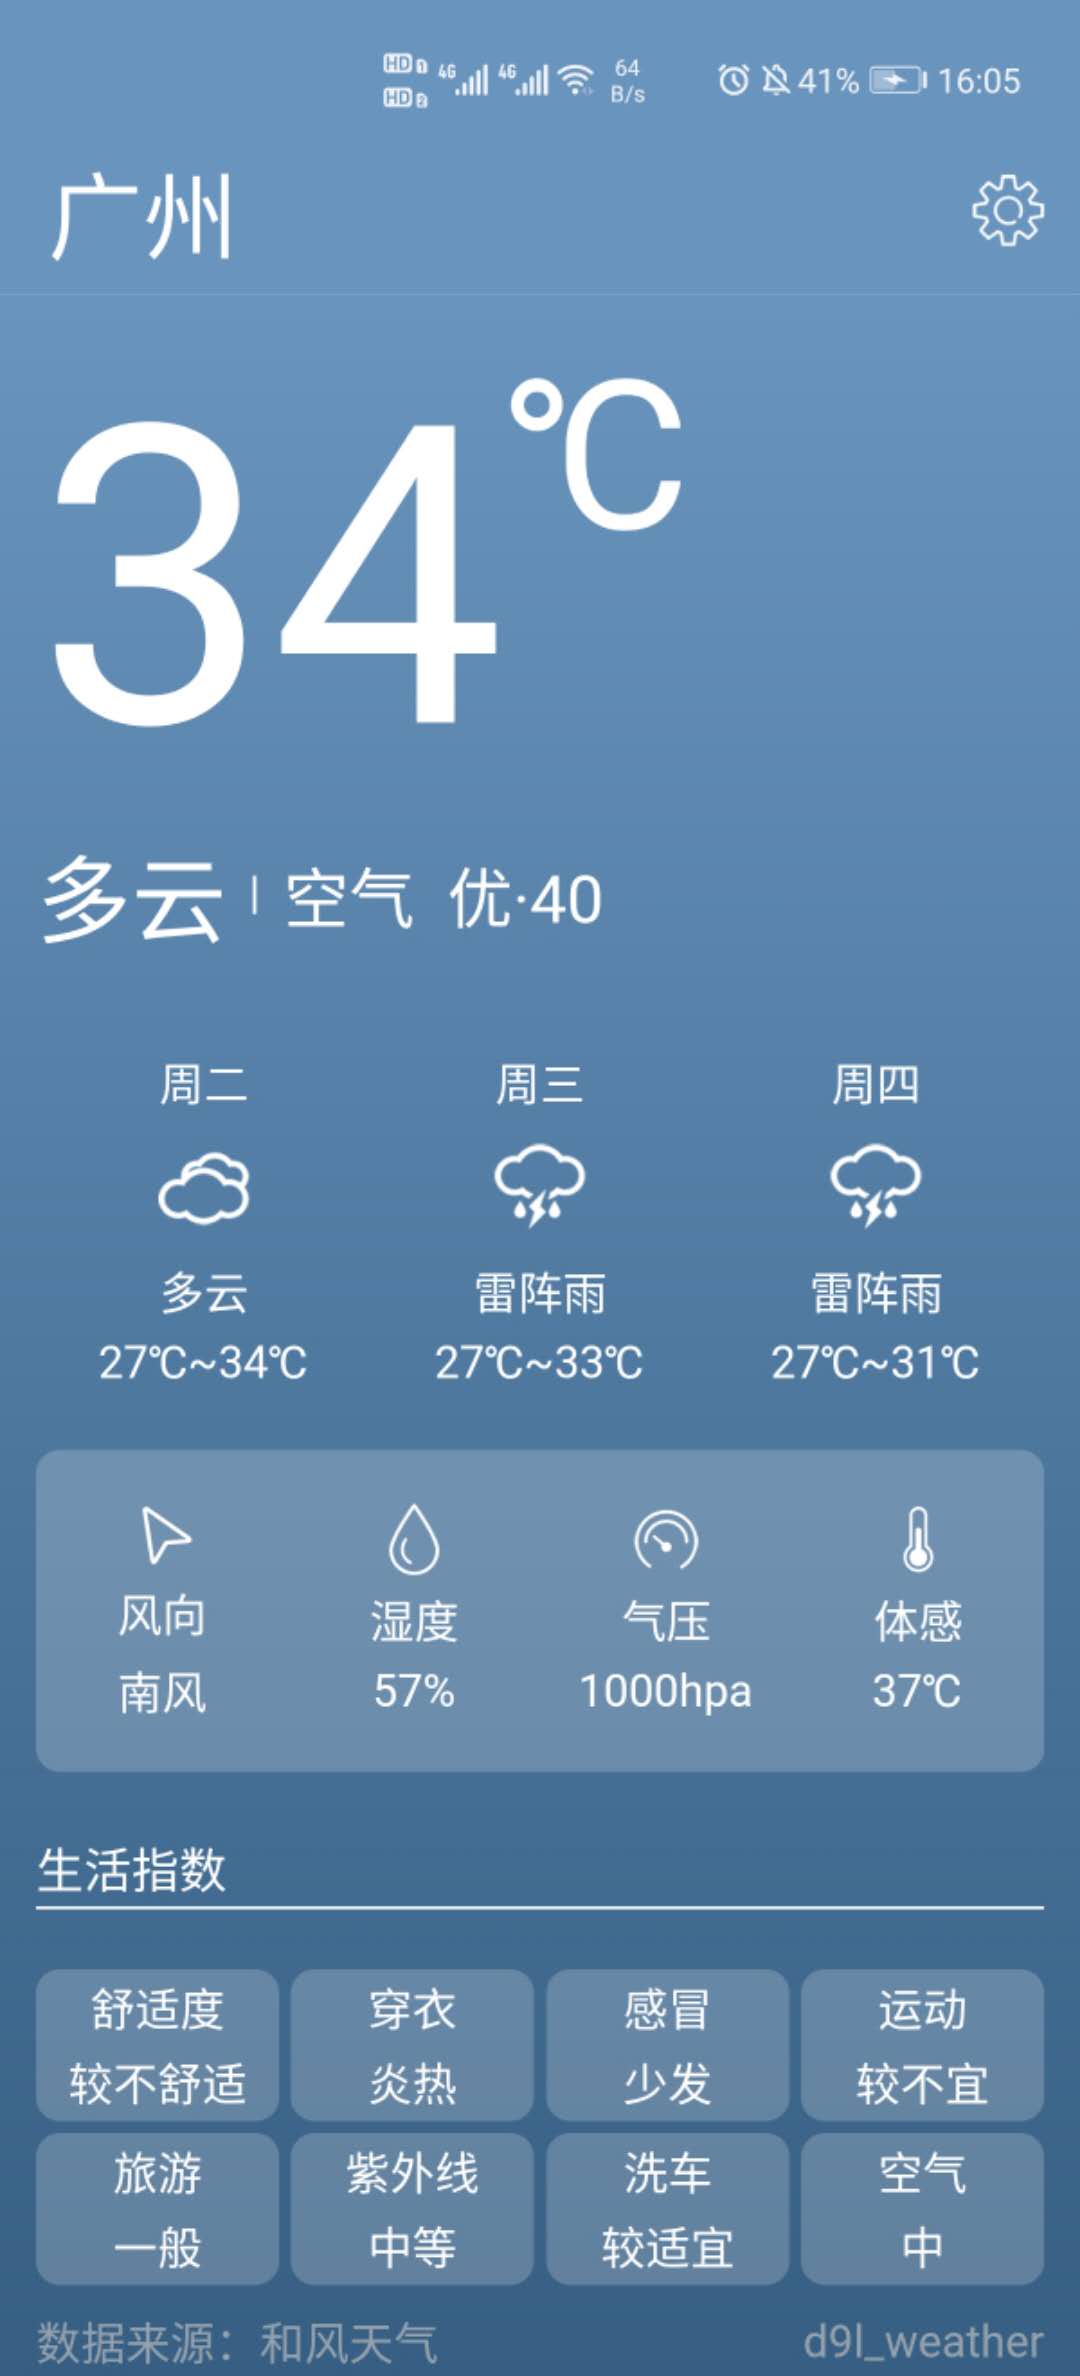 HD 1 4G 4G 64 41% 16:05
HD 2 B/s
广州
34℃
多云 | 空气 优·40
周二 周三 周四
多云 雷阵雨 雷阵雨
27℃~34℃ 27℃~33℃ 27℃~31℃
风向 湿度 气压 体感
南风 57% 1000hpa 37℃
生活指数
舒适度 穿衣 感冒 运动
较不舒适 炎热 少发 较不宜
旅游 紫外线 洗车 空气
一般 中等 较适宜 中
数据来源：和风天气 d9l_weather